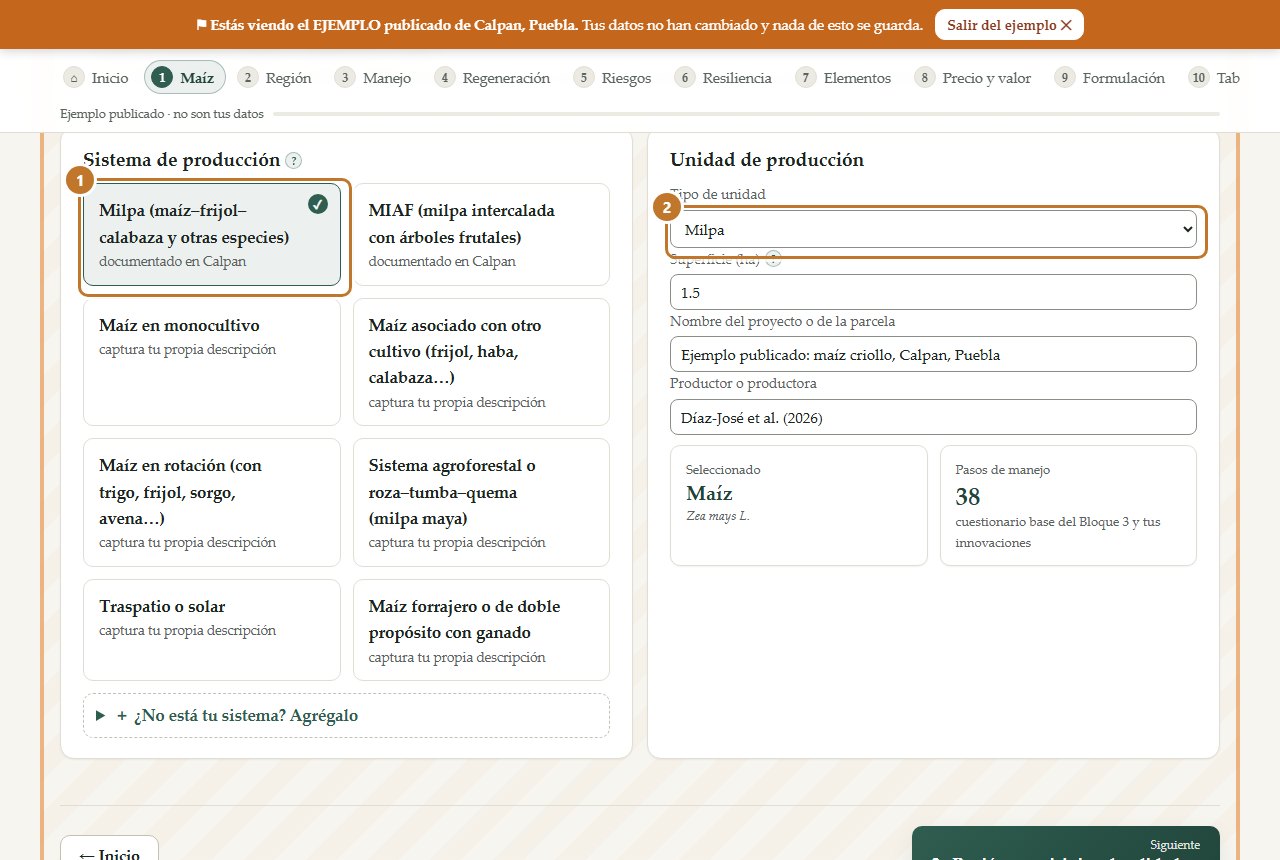 ⚑ Estás viendo el EJEMPLO publicado de Calpan, Puebla. Tus datos no han cambiado y nada de esto se guarda.
Salir del ejemplo ✕
⌂ Inicio
1 Maíz
2 Región
3 Manejo
4 Regeneración
5 Riesgos
6 Resiliencia
7 Elementos
8 Precio y valor
9 Formulación
10 Tab
Ejemplo publicado · no son tus datos
Sistema de producción ?
1
Milpa (maíz–frijol–
calabaza y otras especies)
documentado en Calpan
MIAF (milpa intercalada
con árboles frutales)
documentado en Calpan
Maíz en monocultivo
captura tu propia descripción
Maíz asociado con otro
cultivo (frijol, haba,
calabaza…)
captura tu propia descripción
Maíz en rotación (con
trigo, frijol, sorgo,
avena…)
captura tu propia descripción
Sistema agroforestal o
roza–tumba–quema
(milpa maya)
captura tu propia descripción
Traspatio o solar
captura tu propia descripción
Maíz forrajero o de doble
propósito con ganado
captura tu propia descripción
▶ + ¿No está tu sistema? Agrégalo
Unidad de producción
Tipo de unidad
2
Milpa
Superficie (ha) ?
1.5
Nombre del proyecto o de la parcela
Ejemplo publicado: maíz criollo, Calpan, Puebla
Productor o productora
Díaz-José et al. (2026)
Seleccionado
Maíz
Zea mays L.
Pasos de manejo
38
cuestionario base del Bloque 3 y tus
innovaciones
← Inicio
Siguiente